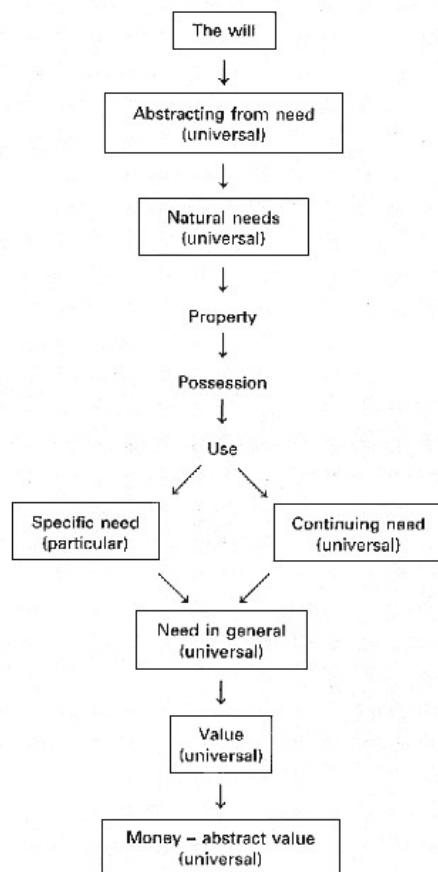 The will
Abstracting from need
(universal)
Natural needs
(universal)
Property
Possession
Use
Specific need
(particular)
Continuing need
(universal)
Need in general
(universal)
Value
(universal)
Money – abstract value
(universal)